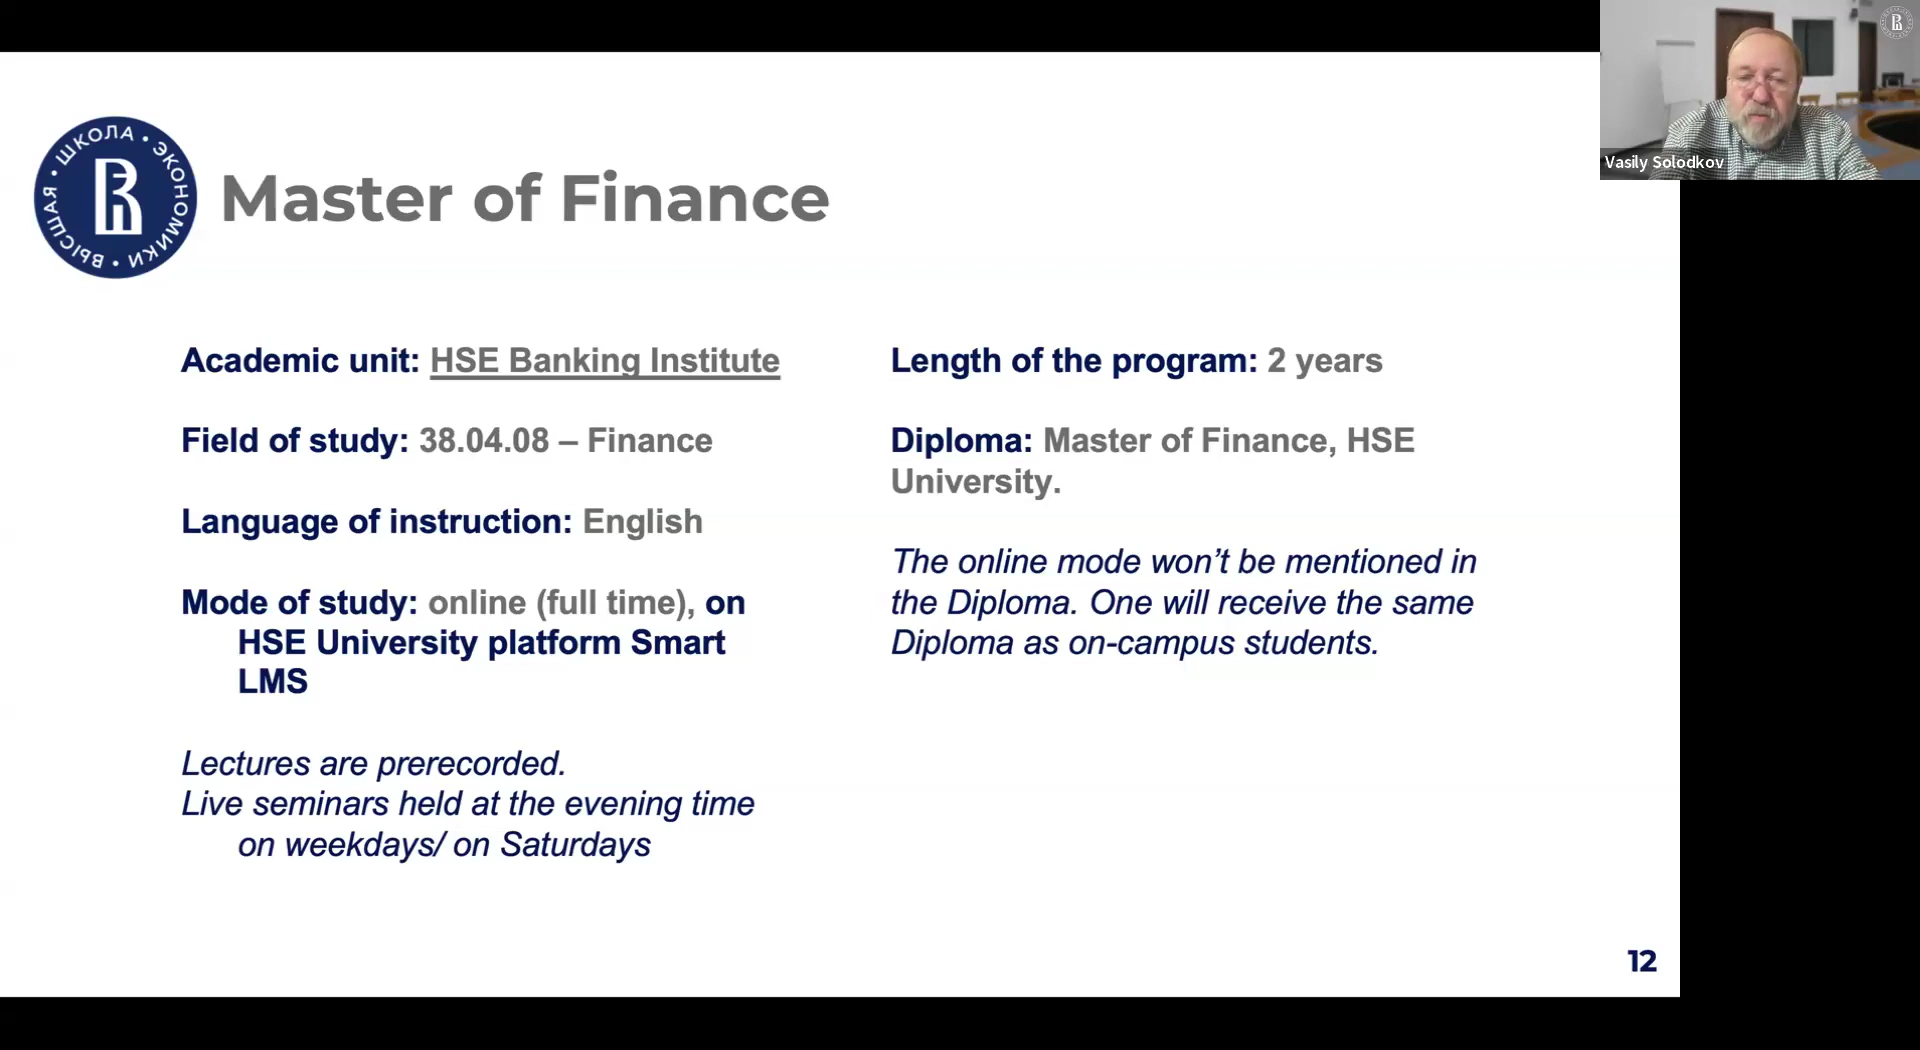 ВЫСШАЯ • ШКОЛА • ЭКОНОМИКИ •
Master of Finance
Vasily Solodkov
Academic unit: HSE Banking Institute
Field of study: 38.04.08 – Finance
Language of instruction: English
Mode of study: online (full time), on
HSE University platform Smart
LMS
Lectures are prerecorded.
Live seminars held at the evening time
on weekdays/ on Saturdays
Length of the program: 2 years
Diploma: Master of Finance, HSE
University.
The online mode won’t be mentioned in
the Diploma. One will receive the same
Diploma as on-campus students.
12